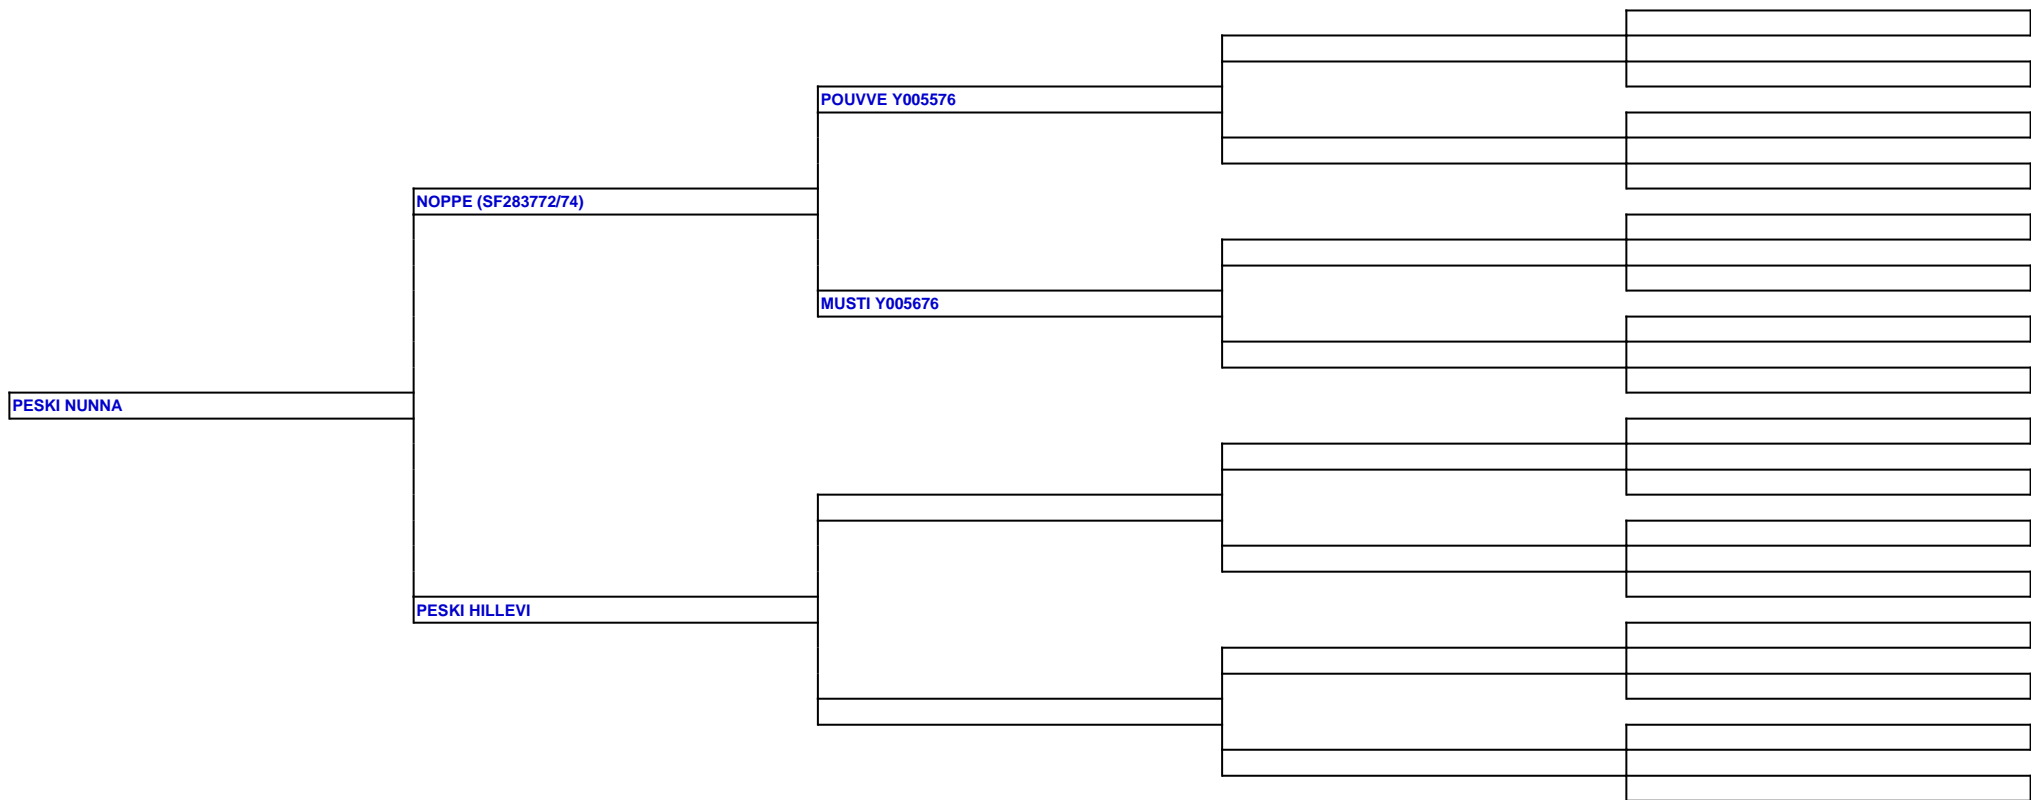 POUVVE Y005576
NOPPE (SF283772/74)
MUSTI Y005676
PESKI NUNNA
PESKI HILLEVI